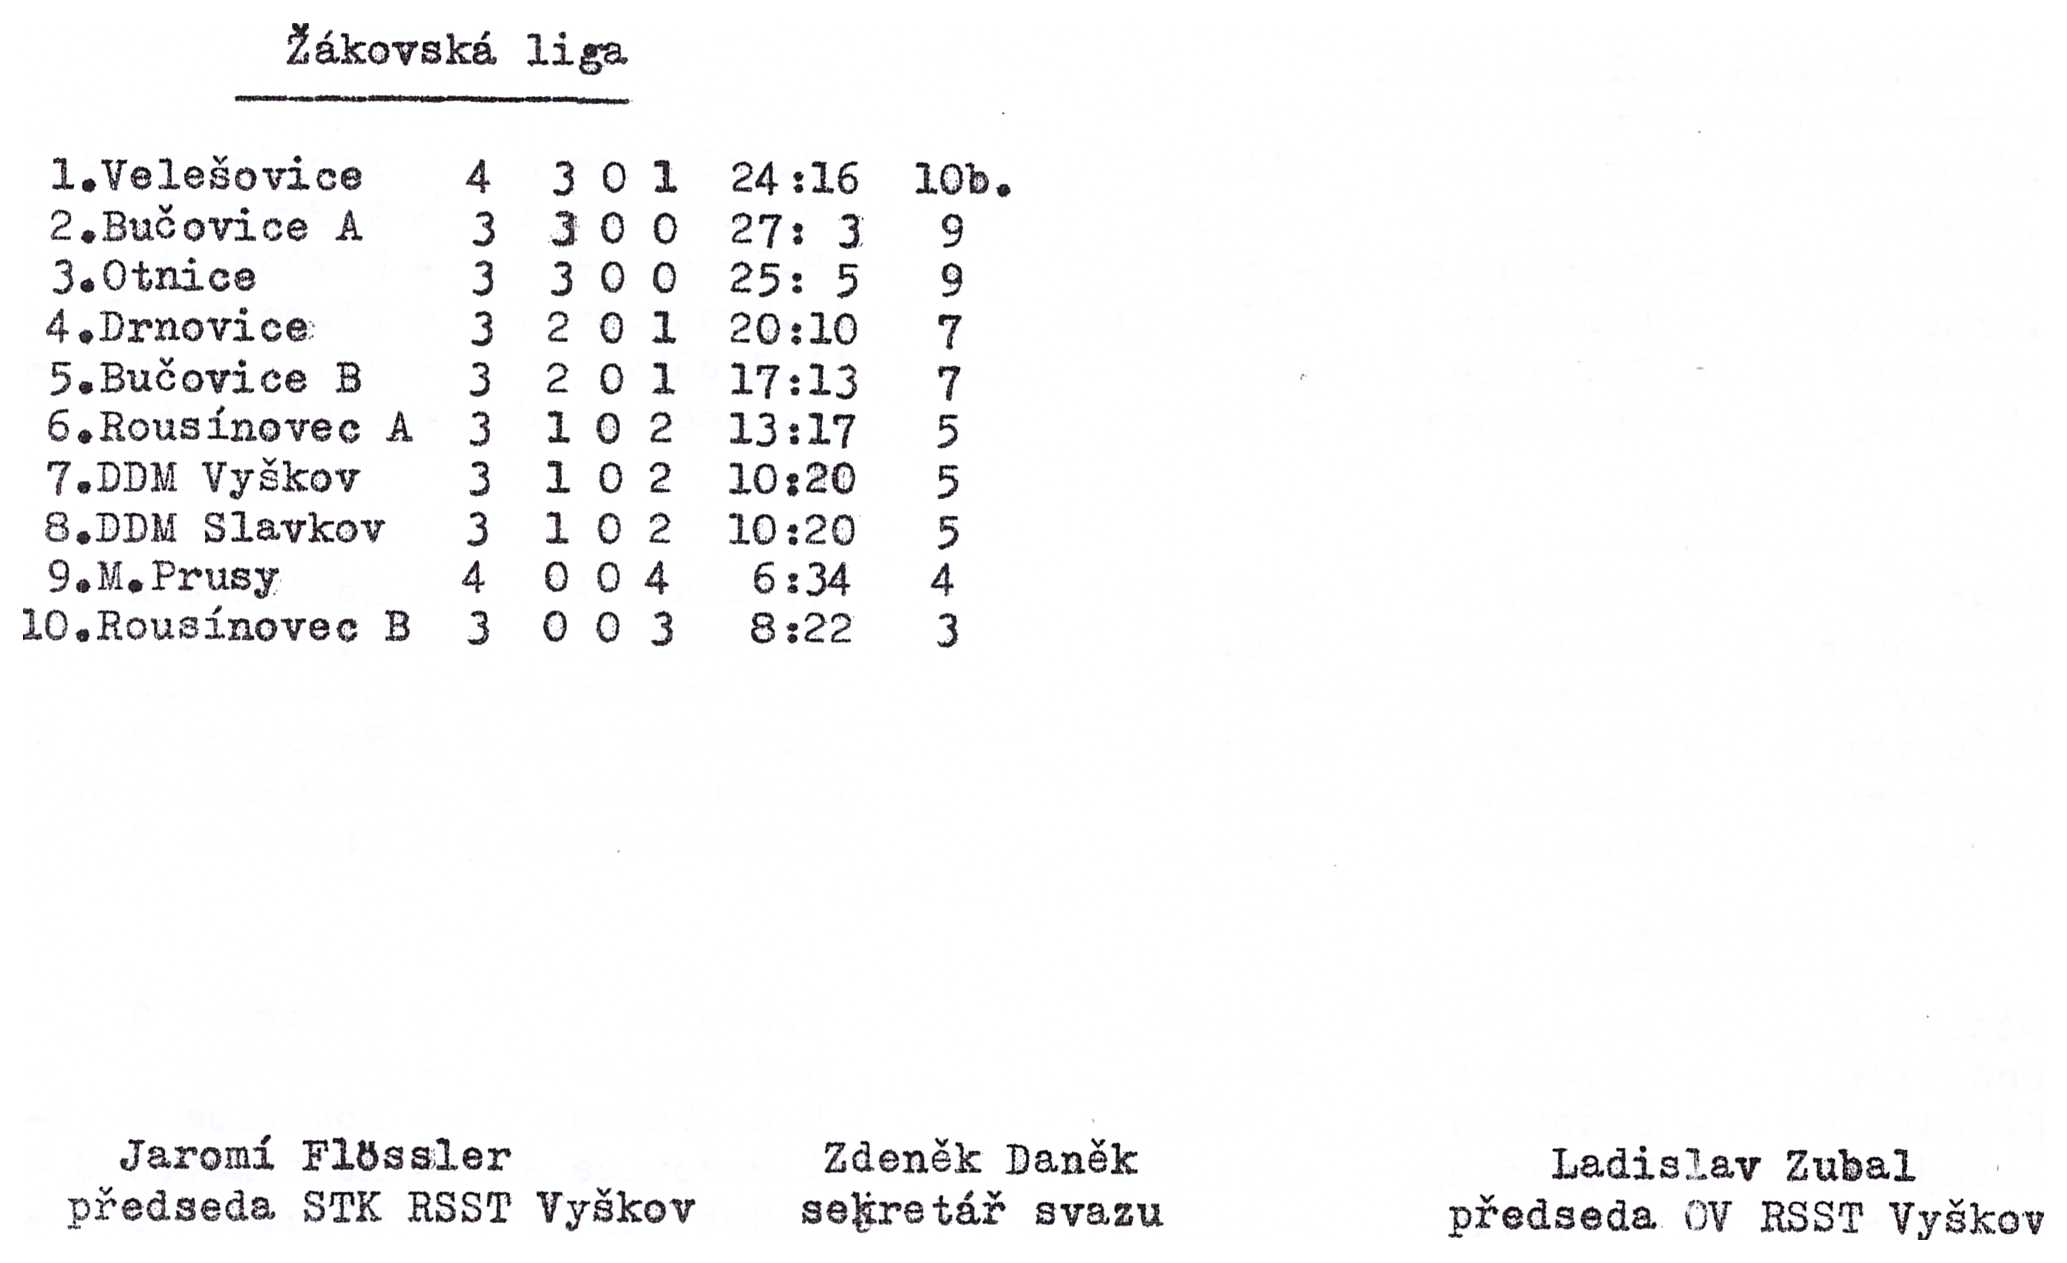 Žákovská liga
1.Velešovice 4 3 0 1 24:16 10b.
2.Bučovice A 3 3 0 0 27: 3 9
3.Otnice 3 3 0 0 25: 5 9
4.Drnovice 3 2 0 1 20:10 7
5.Bučovice B 3 2 0 1 17:13 7
6.Rousínovec A 3 1 0 2 13:17 5
7.DDM Vyškov 3 1 0 2 10:20 5
8.DDM Slavkov 3 1 0 2 10:20 5
9.M.Prusy 4 0 0 4 6:34 4
10.Rousínovec B 3 0 0 3 8:22 3
Jaromí Flössler Zdeněk Daněk Ladislav Zubal
předseda STK RSST Vyškov sekretář svazu předseda OV RSST Vyškov